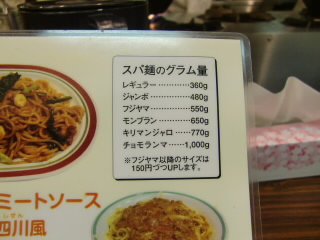 スパ麺のグラム量
レギュラー…………360g
ジャンボ……………480g
フジヤマ……………550g
モンブラン…………650g
キリマンジャロ……770g
チョモランマ……1,000g
※フジヤマ以降のサイズは
150円づつUPします。
ミートソース
四川風